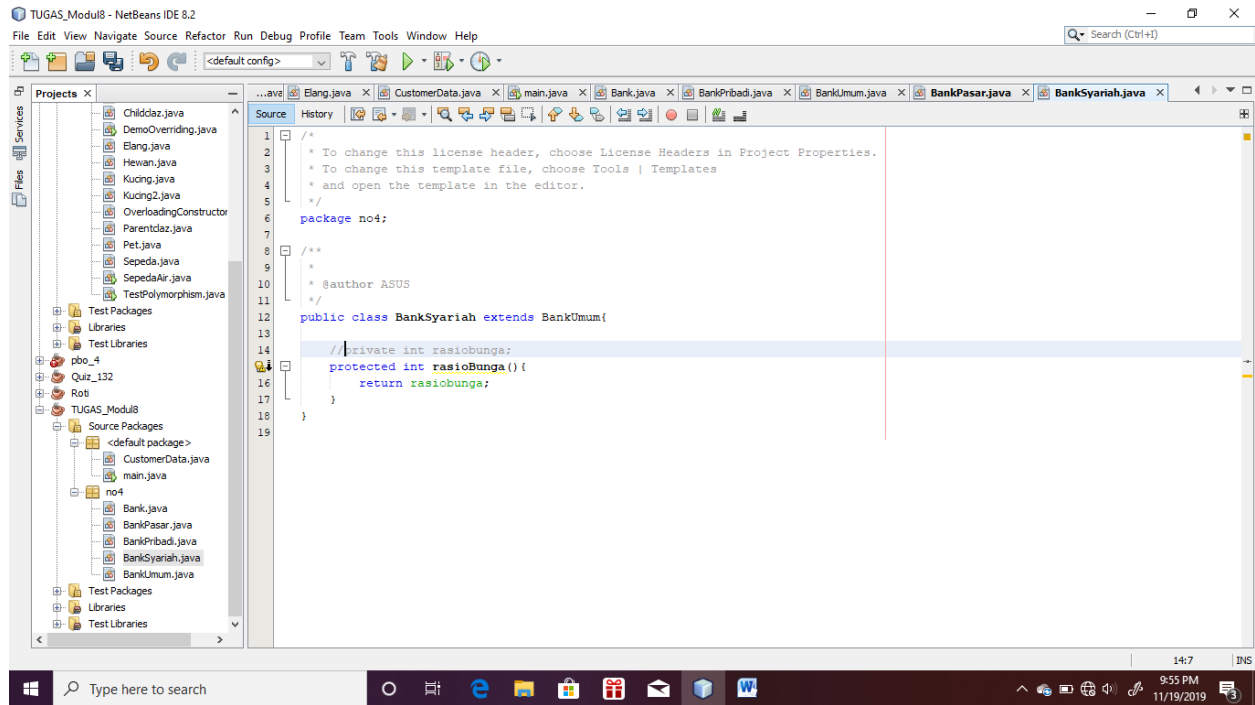 TUGAS_Modul8 - NetBeans IDE 8.2
File Edit View Navigate Source Refactor Run Debug Profile Team Tools Window Help
Search (Ctrl+I)
<default config>
Projects
...ava Elang.java CustomerData.java main.java Bank.java BankPribadi.java BankUmum.java BankPasar.java BankSyariah.java
Services
Files
Childclaz.java
DemoOverriding.java
Elang.java
Hewan.java
Kucing.java
Kucing2.java
OverloadingConstructor
Parentclaz.java
Pet.java
Sepeda.java
SepedaAir.java
TestPolymorphism.java
Test Packages
Libraries
Test Libraries
pbo_4
Quiz_132
Roti
TUGAS_Modul8
Source Packages
<default package>
CustomerData.java
main.java
no4
Bank.java
BankPasar.java
BankPribadi.java
BankSyariah.java
BankUmum.java
Test Packages
Libraries
Test Libraries
Source History
1 /*
2 * To change this license header, choose License Headers in Project Properties.
3 * To change this template file, choose Tools | Templates
4 * and open the template in the editor.
5 */
6 package no4;
7
8 /**
9 *
10 * @author ASUS
11 */
12 public class BankSyariah extends BankUmum{
13
14 //private int rasiobunga;
protected int rasioBunga(){
16 return rasiobunga;
17 }
18 }
19
14:7 INS
Type here to search
9:55 PM
11/19/2019
3